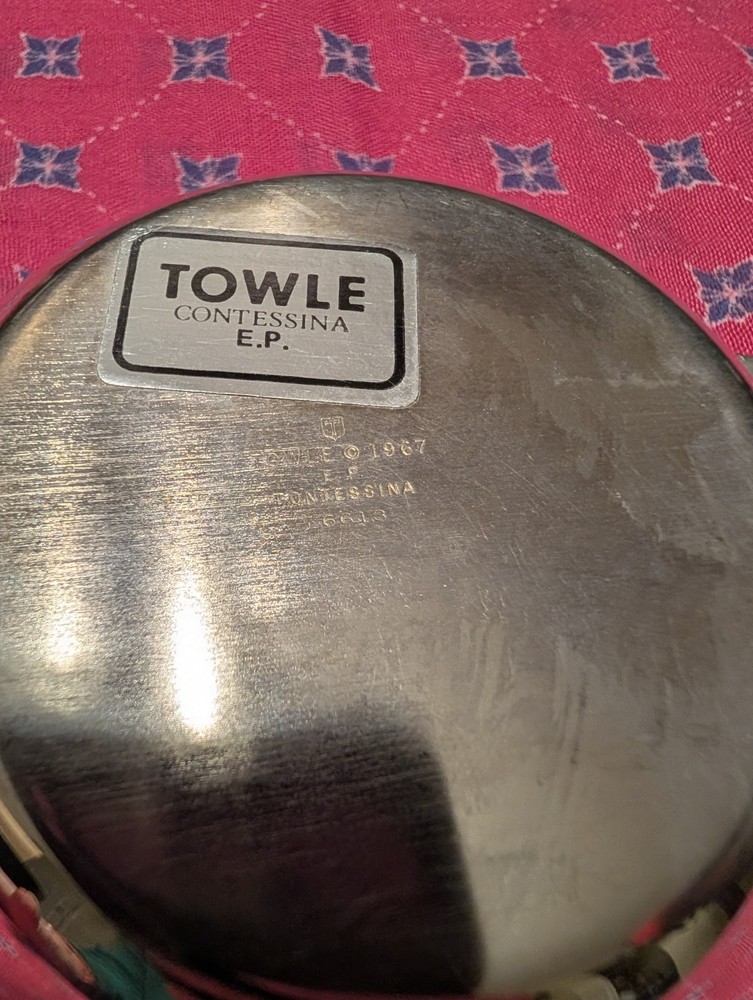 TOWLE
CONTESSINA
E.P.
TOWLE © 1967
E P
CONTESSINA